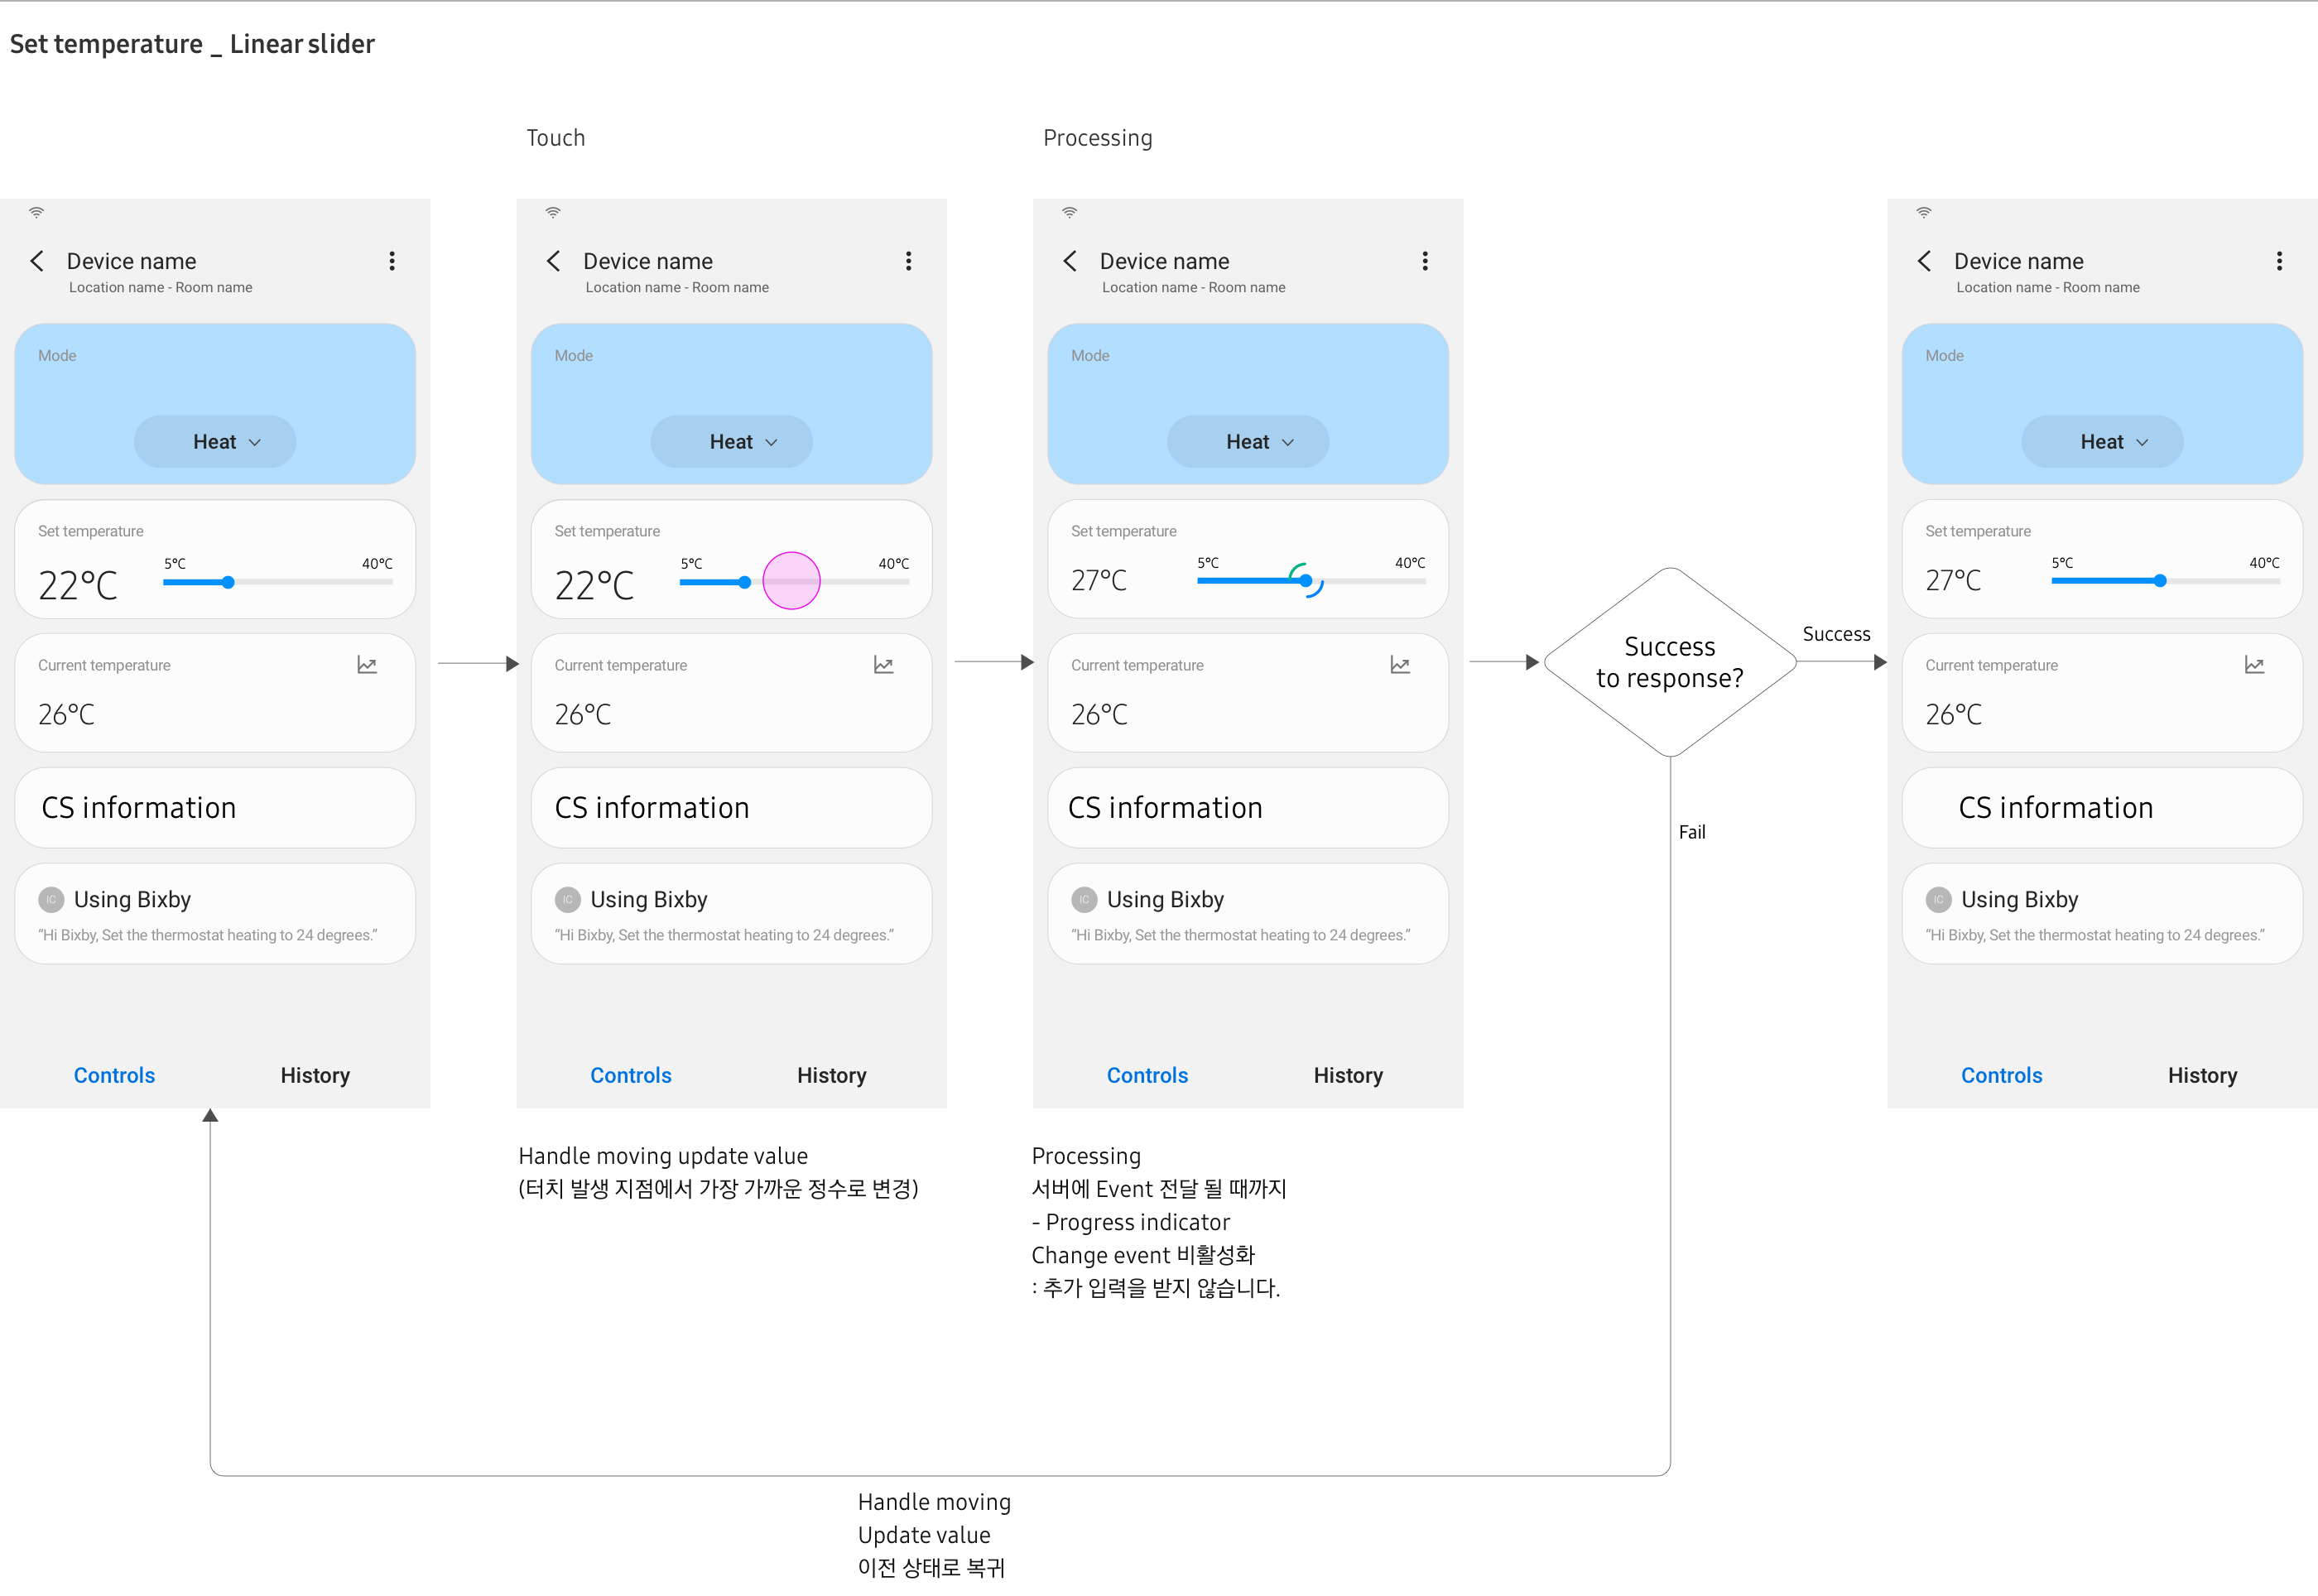 Set temperature _ Linear slider
Touch
Processing
Device name
Location name - Room name
Mode
Heat
Set temperature
22°C
5°C
40°C
Current temperature
26°C
CS information
IC
Using Bixby
“Hi Bixby, Set the thermostat heating to 24 degrees.”
Controls
History
Device name
Location name - Room name
Mode
Heat
Set temperature
22°C
5°C
40°C
Current temperature
26°C
CS information
IC
Using Bixby
“Hi Bixby, Set the thermostat heating to 24 degrees.”
Controls
History
Handle moving update value
(터치 발생 지점에서 가장 가까운 정수로 변경)
Device name
Location name - Room name
Mode
Heat
Set temperature
27°C
5°C
40°C
Current temperature
26°C
CS information
IC
Using Bixby
“Hi Bixby, Set the thermostat heating to 24 degrees.”
Controls
History
Processing
서버에 Event 전달 될 때까지
- Progress indicator
Change event 비활성화
: 추가 입력을 받지 않습니다.
Success
to response?
Success
Fail
Device name
Location name - Room name
Mode
Heat
Set temperature
27°C
5°C
40°C
Current temperature
26°C
CS information
IC
Using Bixby
“Hi Bixby, Set the thermostat heating to 24 degrees.”
Controls
History
Handle moving
Update value
이전 상태로 복귀